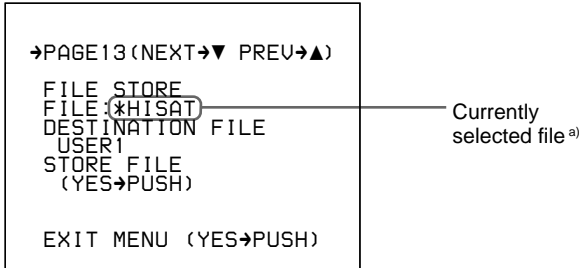 →PAGE13(NEXT→▼ PREV→▲)
FILE STORE
FILE:*HISAT
DESTINATION FILE
USER1
STORE FILE
(YES→PUSH)
EXIT MENU (YES→PUSH)
Currently
selected file a)